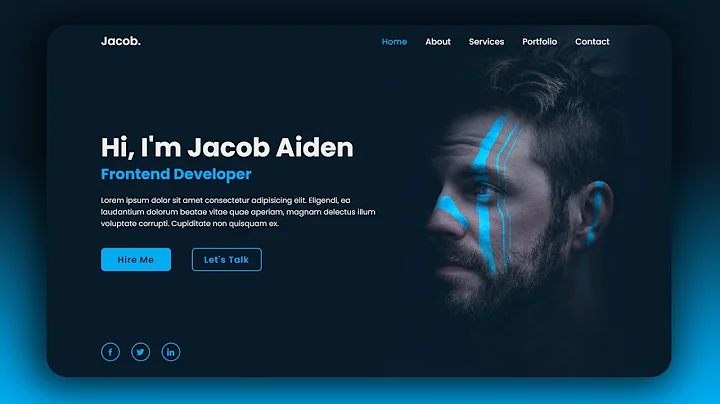 Jacob.
Home About Services Portfolio Contact
Hi, I'm Jacob Aiden
Frontend Developer
Lorem ipsum dolor sit amet consectetur adipisicing elit. Eligendi, ea
laudantium dolorum beatae vitae quae aperiam, magnam delectus illum
voluptate corrupti. Cupiditate non quisquam ex.
Hire Me Let's Talk